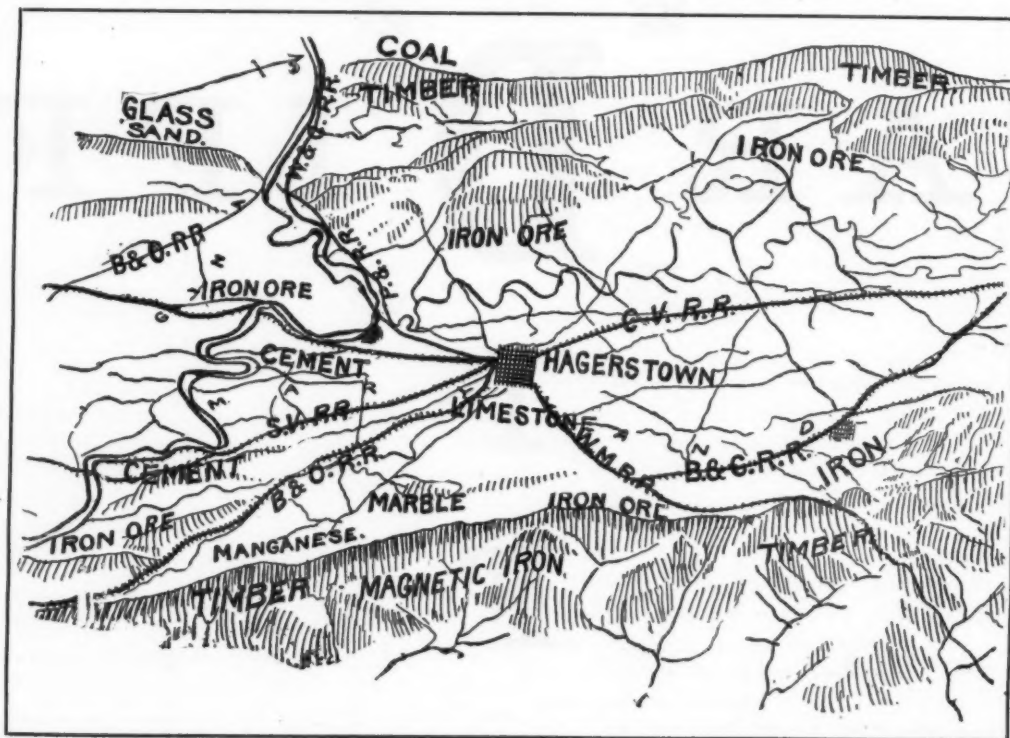 COAL
TIMBER
TIMBER
GLASS
SAND.
W. & C. R.R.
IRON ORE
IRON ORE
B & O. RR
IRON ORE
C. V. R. R.
CEMENT
HAGERSTOWN
S.V. RR
LIMESTONE
W.M.R.R.
B & C. R. R.
IRON
CEMENT
B & O. R. R
MARBLE
IRON ORE
IRON ORE
MANGANESE.
TIMBER
TIMBER
MAGNETIC IRON